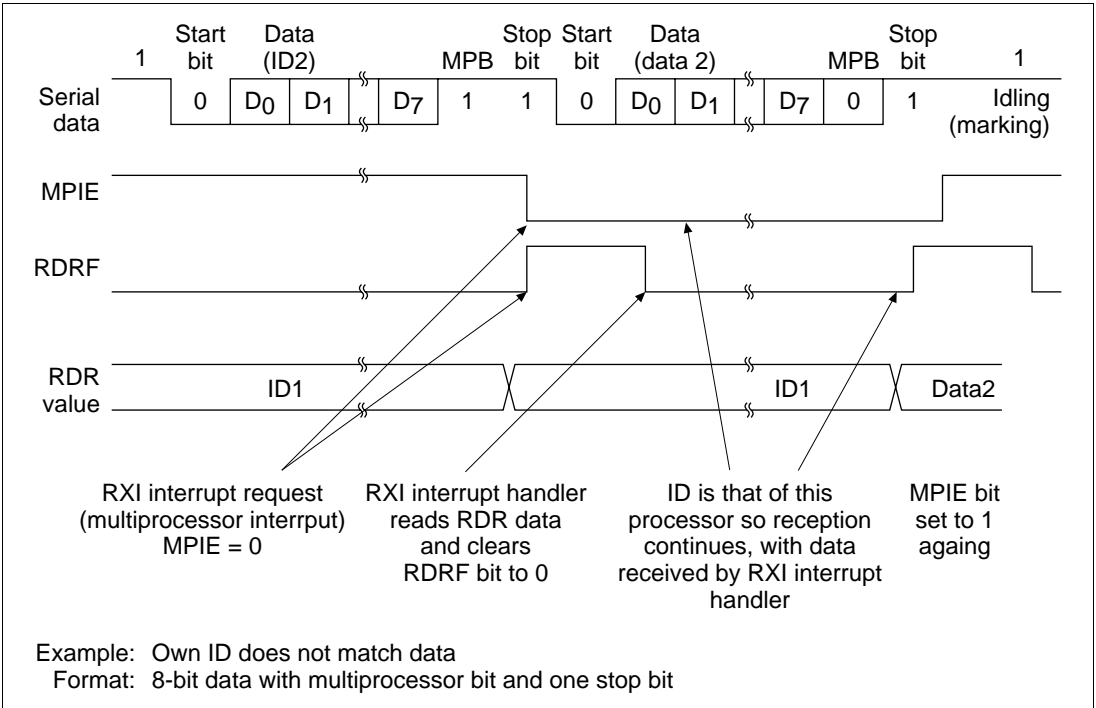 Start Data Stop Start Data Stop
1 bit (ID2) MPB bit bit (data 2) MPB bit 1
Serial data 0 D0 D1 D7 1 1 0 D0 D1 D7 0 1 Idling (marking)
MPIE
RDRF
RDR value ID1 ID1 Data2
RXI interrupt request
(multiprocessor interrput)
MPIE = 0
RXI interrupt handler
reads RDR data
and clears
RDRF bit to 0
ID is that of this
processor so reception
continues, with data
received by RXI interrupt
handler
MPIE bit
set to 1
againg
Example: Own ID does not match data
Format: 8-bit data with multiprocessor bit and one stop bit